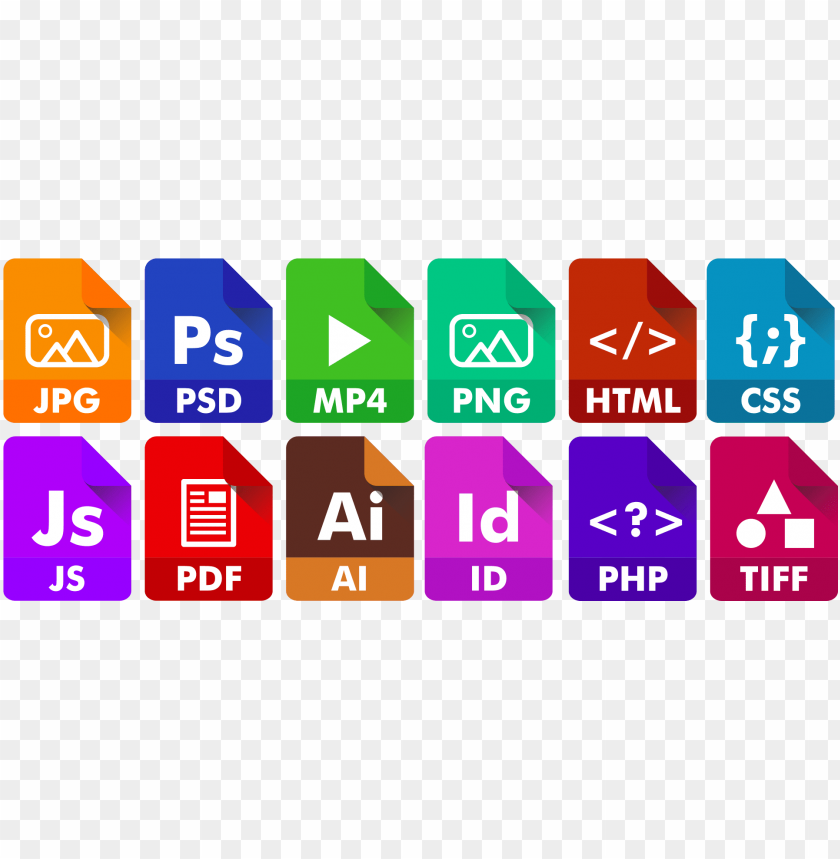 Ps </> {;}
JPG PSD MP4 PNG HTML CSS
Js Ai Id <?>
JS PDF AI ID PHP TIFF